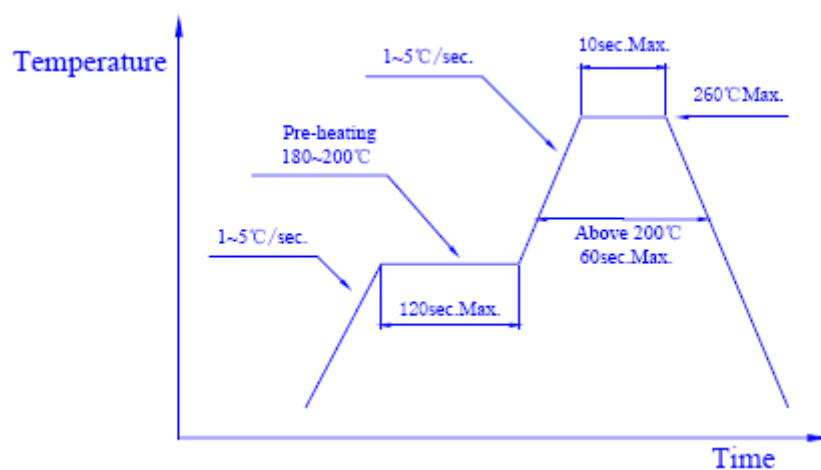 10sec.Max.
1~5℃/sec.
Temperature
260℃Max.
Pre-heating
180~200℃
1~5℃/sec.
Above 200℃
60sec.Max.
120sec.Max.
Time